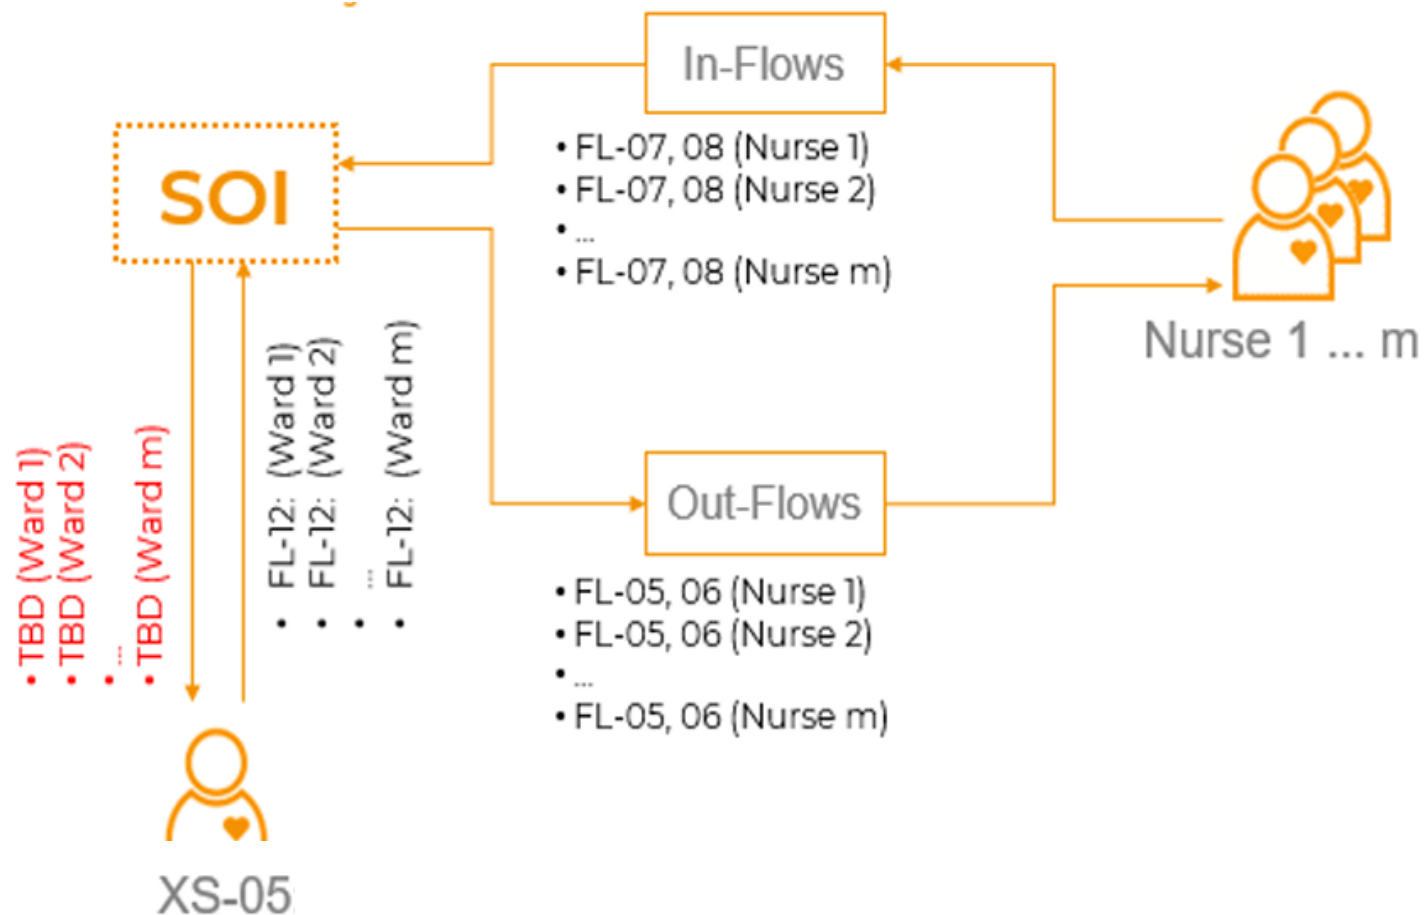 In-Flows
• FL-07, 08 (Nurse 1)
• FL-07, 08 (Nurse 2)
• ...
• FL-07, 08 (Nurse m)
SOI
Nurse 1 ... m
• TBD (Ward 1)
• TBD (Ward 2)
• ...
• TBD (Ward m)
• FL-12: (Ward 1)
• FL-12: (Ward 2)
• ...
• FL-12: (Ward m)
Out-Flows
• FL-05, 06 (Nurse 1)
• FL-05, 06 (Nurse 2)
• ...
• FL-05, 06 (Nurse m)
XS-05